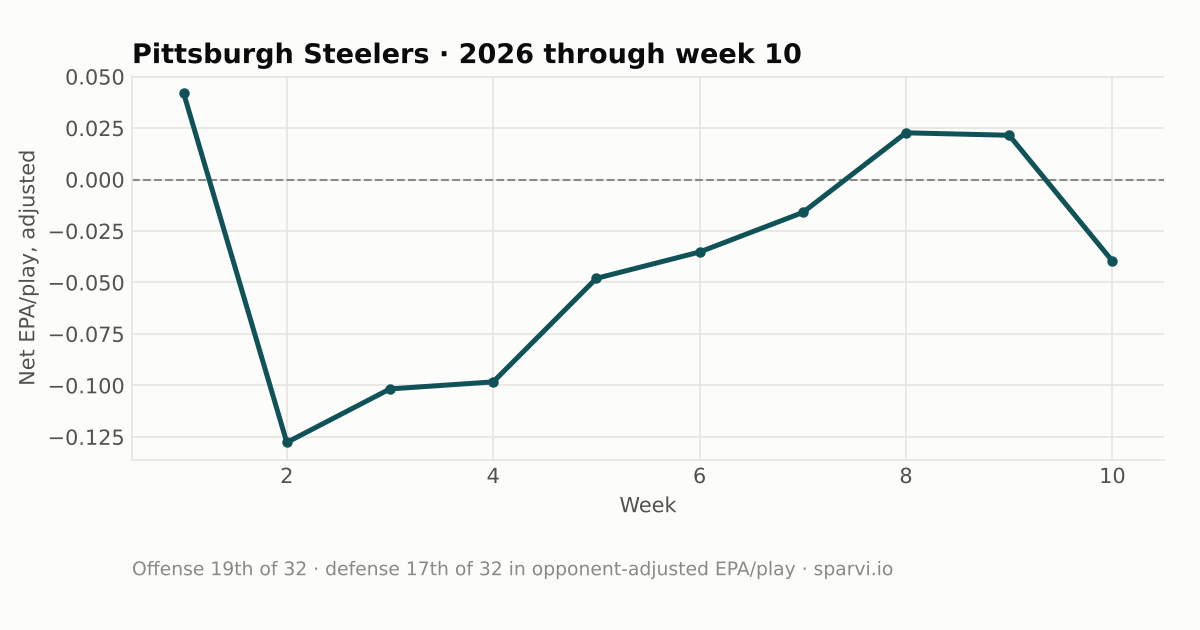 Pittsburgh Steelers · 2026 through week 10
Net EPA/play, adjusted
0.050
0.025
0.000
−0.025
−0.050
−0.075
−0.100
−0.125
2 4 6 8 10
Week
Offense 19th of 32 · defense 17th of 32 in opponent-adjusted EPA/play · sparvi.io